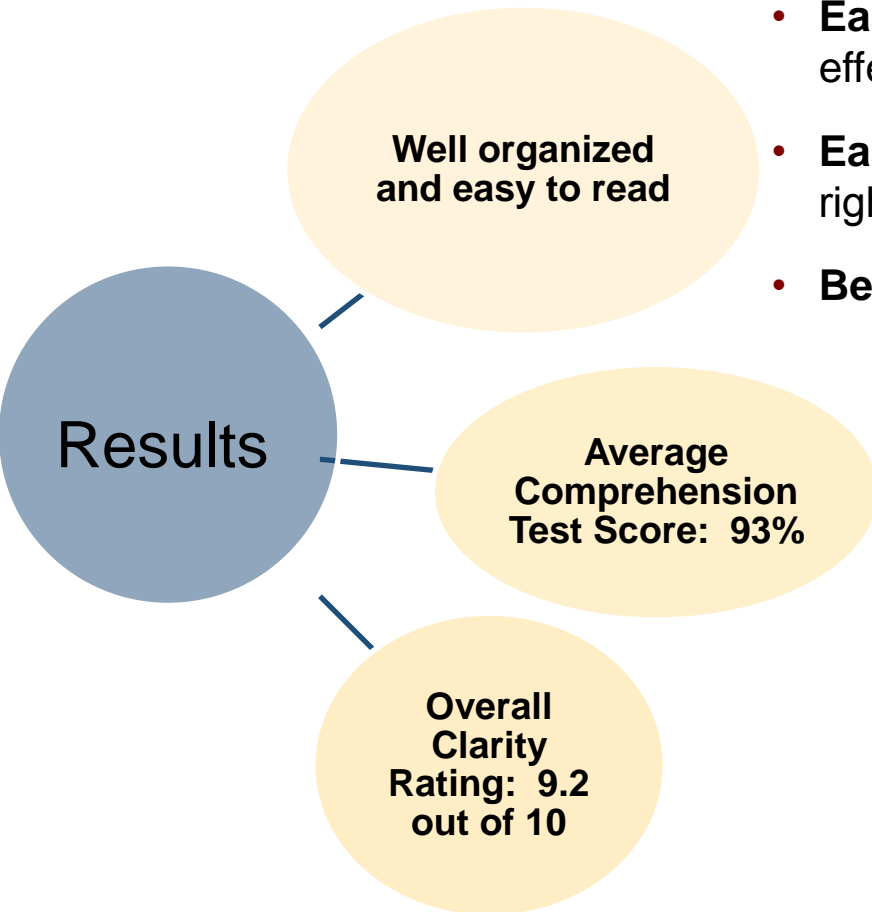 Well organized
and easy to read
Results
Average
Comprehension
Test Score: 93%
Overall
Clarity
Rating: 9.2
out of 10